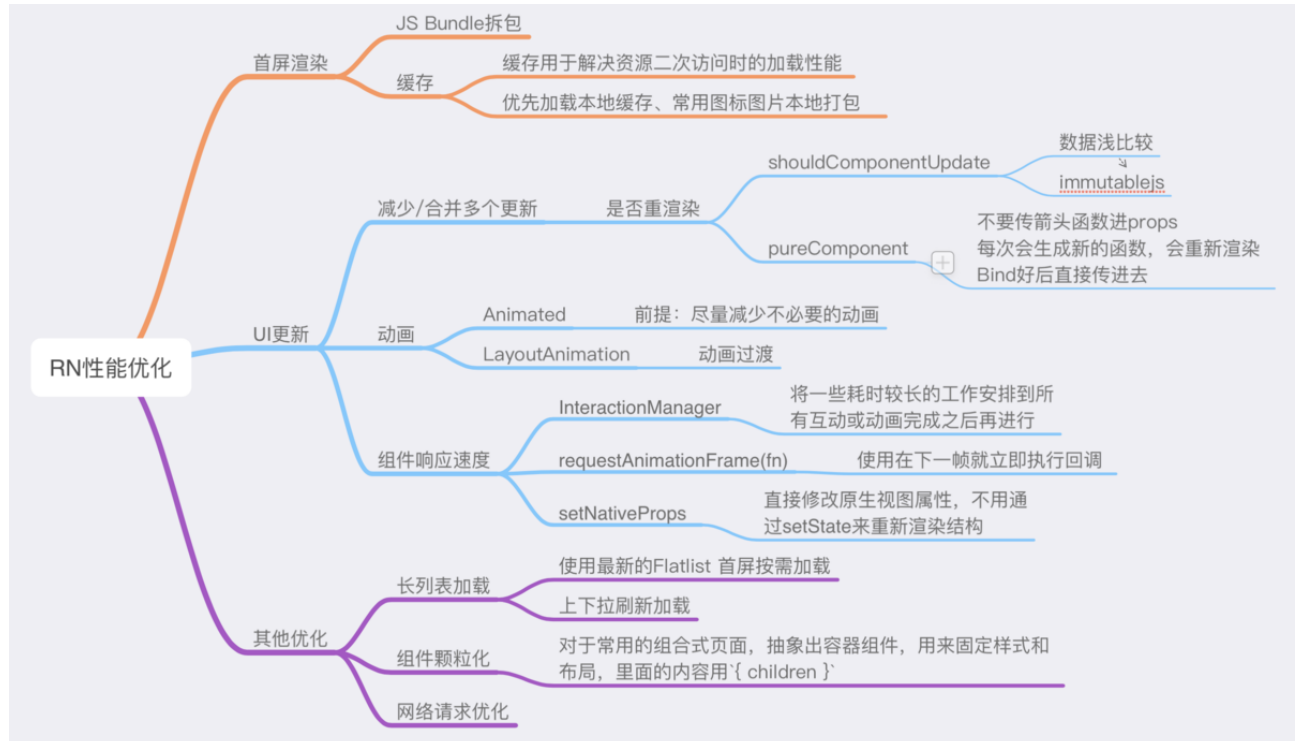 RN性能优化
首屏渲染
JS Bundle拆包
缓存
缓存用于解决资源二次访问时的加载性能
优先加载本地缓存、常用图标图片本地打包
UI更新
减少/合并多个更新
是否重渲染
shouldComponentUpdate
数据浅比较
immutablejs
pureComponent
不要传箭头函数进props
每次会生成新的函数，会重新渲染
Bind好后直接传进去
动画
Animated
前提：尽量减少不必要的动画
LayoutAnimation
动画过渡
组件响应速度
InteractionManager
将一些耗时较长的工作安排到所
有互动或动画完成之后再进行
requestAnimationFrame(fn)
使用在下一帧就立即执行回调
setNativeProps
直接修改原生视图属性，不用通
过setState来重新渲染结构
其他优化
长列表加载
使用最新的Flatlist 首屏按需加载
上下拉刷新加载
组件颗粒化
对于常用的组合式页面，抽象出容器组件，用来固定样式和
布局，里面的内容用`{ children }`
网络请求优化